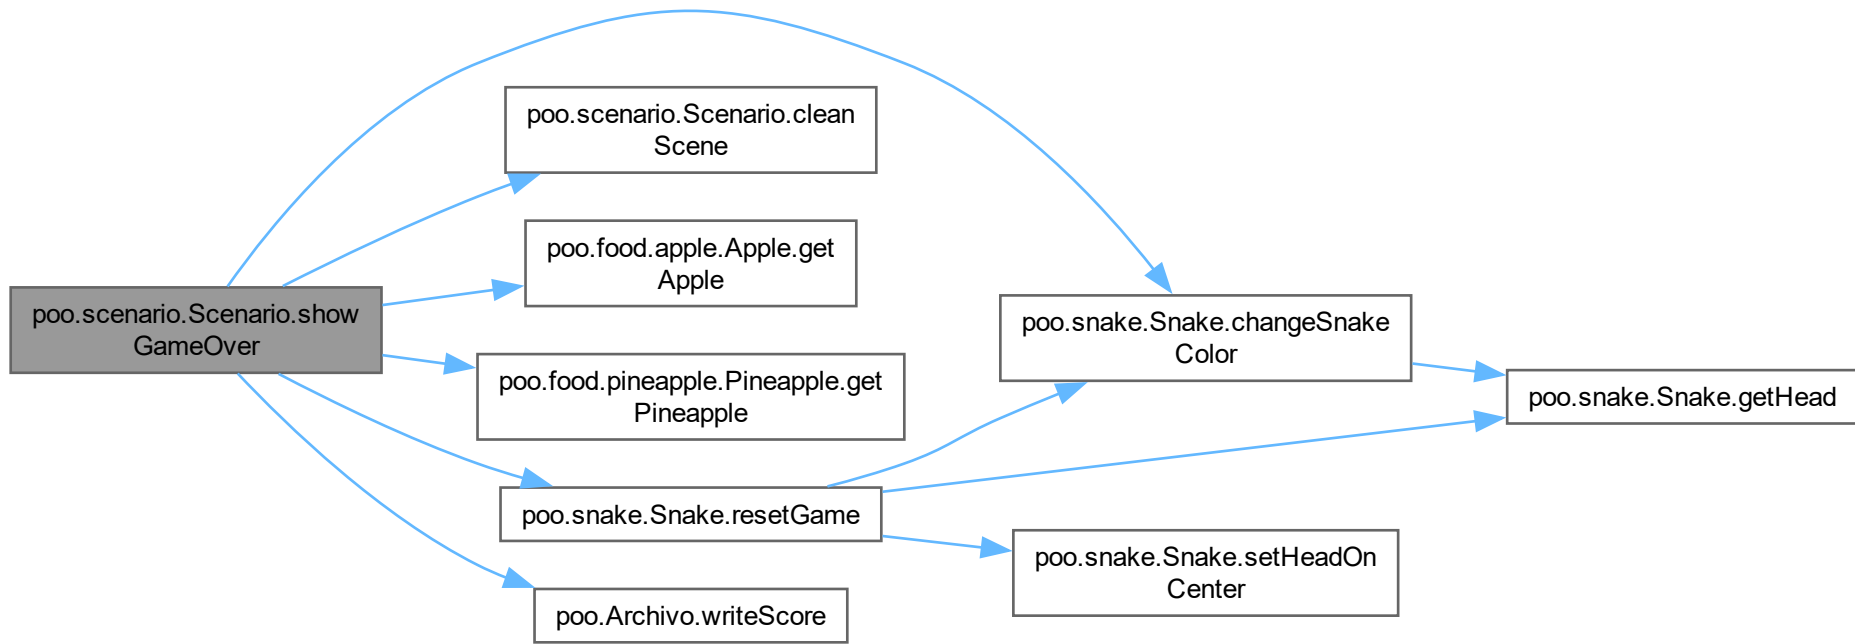 poo.scenario.Scenario.show
GameOver
poo.scenario.Scenario.clean
Scene
poo.food.apple.Apple.get
Apple
poo.food.pineapple.Pineapple.get
Pineapple
poo.snake.Snake.resetGame
poo.Archivo.writeScore
poo.snake.Snake.changeSnake
Color
poo.snake.Snake.setHeadOn
Center
poo.snake.Snake.getHead